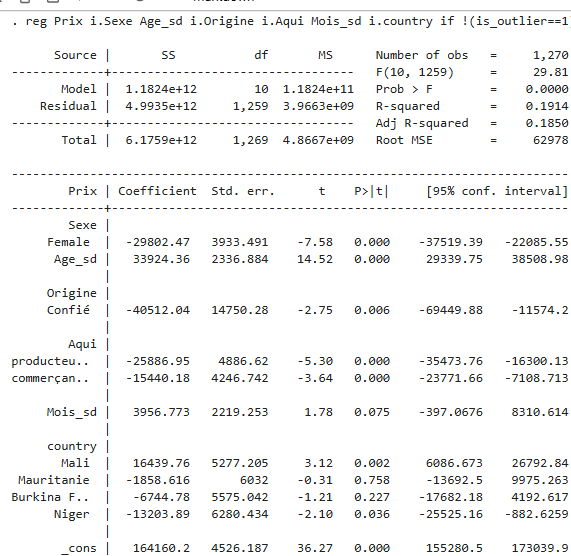 . reg Prix i.Sexe Age_sd i.Origine i.Aqui Mois_sd i.country if !(is_outlier==1
Source | SS df MS Number of obs = 1,270
-------------+---------------------------------- F(10, 1259) = 29.81
Model | 1.1824e+12 10 1.1824e+11 Prob > F = 0.0000
Residual | 4.9935e+12 1,259 3.9663e+09 R-squared = 0.1914
-------------+---------------------------------- Adj R-squared = 0.1850
Total | 6.1759e+12 1,269 4.8667e+09 Root MSE = 62978
------------------------------------------------------------------------------
Prix | Coefficient Std. err. t P>|t| [95% conf. interval]
-------------+----------------------------------------------------------------
Sexe |
Female | -29802.47 3933.491 -7.58 0.000 -37519.39 -22085.55
Age_sd | 33924.36 2336.884 14.52 0.000 29339.75 38508.98
|
Origine |
Confié | -40512.04 14750.28 -2.75 0.006 -69449.88 -11574.2
|
Aqui |
producteu.. | -25886.95 4886.62 -5.30 0.000 -35473.76 -16300.13
commerçan.. | -15440.18 4246.742 -3.64 0.000 -23771.66 -7108.713
|
Mois_sd | 3956.773 2219.253 1.78 0.075 -397.0676 8310.614
|
country |
Mali | 16439.76 5277.205 3.12 0.002 6086.673 26792.84
Mauritanie | -1858.616 6032 -0.31 0.758 -13692.5 9975.263
Burkina F.. | -6744.78 5575.042 -1.21 0.227 -17682.18 4192.617
Niger | -13203.89 6280.434 -2.10 0.036 -25525.16 -882.6259
|
_cons | 164160.2 4526.187 36.27 0.000 155280.5 173039.9